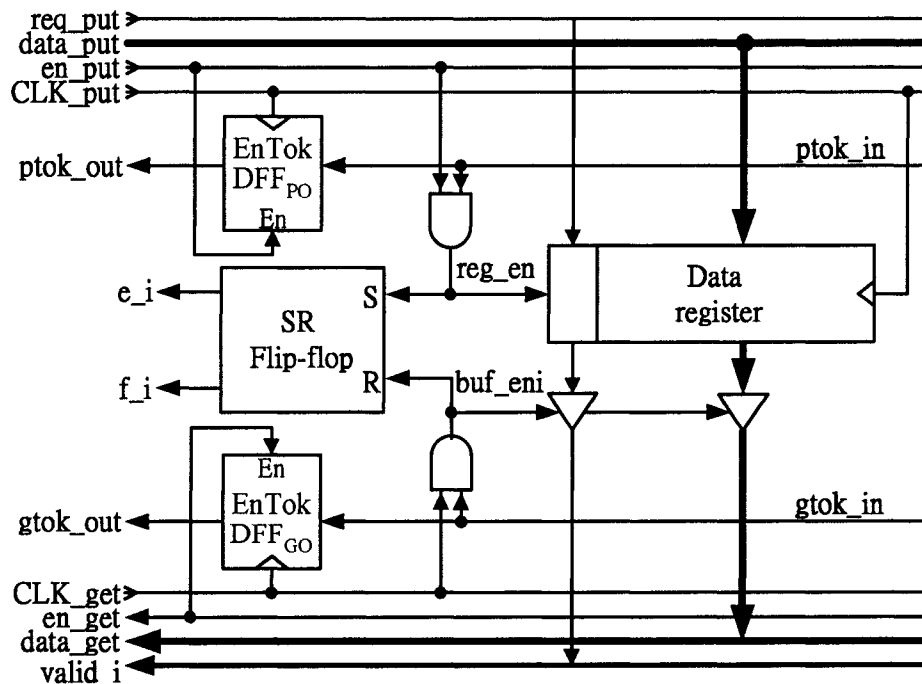 req_put
data_put
en_put
CLK_put
EnTok
DFF_PO
En
ptok_out
ptok_in
reg_en
Data
register
e_i
S
SR
Flip-flop
f_i
R
buf_eni
En
EnTok
DFF_GO
gtok_out
gtok_in
CLK_get
en_get
data_get
valid_i